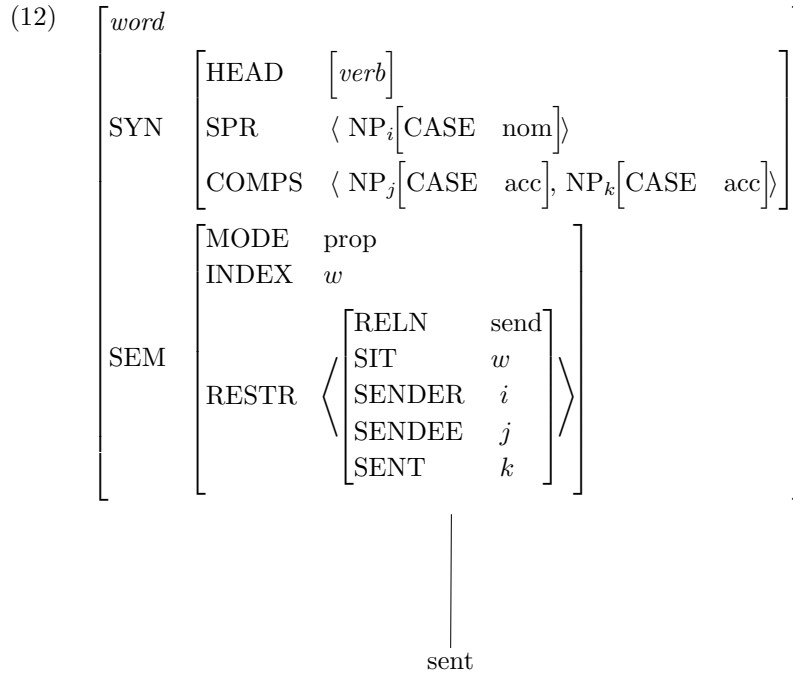 (12)
word
HEAD [verb]
SYN SPR ⟨ NP_i[CASE nom]⟩
COMPS ⟨ NP_j[CASE acc], NP_k[CASE acc]⟩
MODE prop
INDEX w
RELN send
SIT w
SEM
RESTR ⟨ SENDER i ⟩
SENDEE j
SENT k
sent